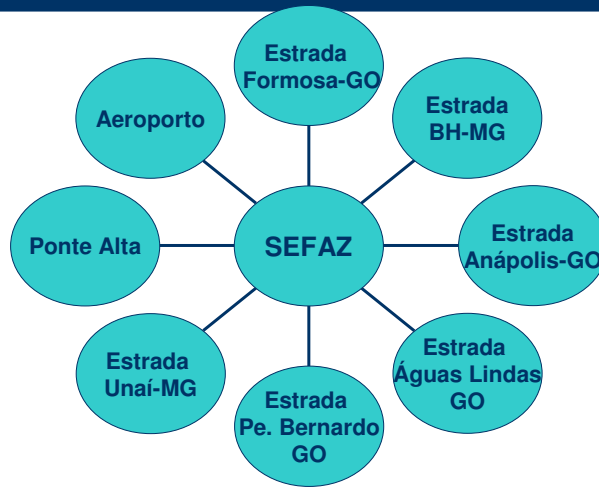 Estrada
Formosa-GO
Aeroporto
Estrada
BH-MG
Ponte Alta
SEFAZ
Estrada
Anápolis-GO
Estrada
Unaí-MG
Estrada
Pe. Bernardo
GO
Estrada
Águas Lindas
GO